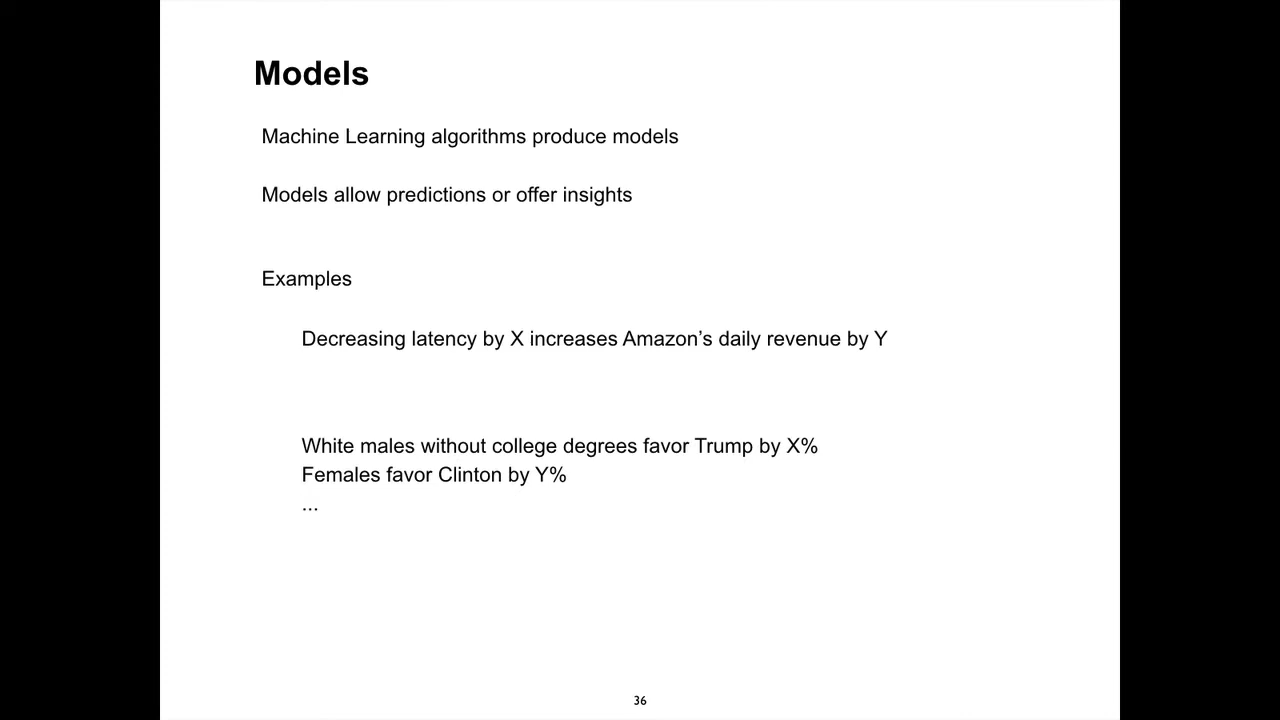 Models
Machine Learning algorithms produce models
Models allow predictions or offer insights
Examples
Decreasing latency by X increases Amazon’s daily revenue by Y
White males without college degrees favor Trump by X%
Females favor Clinton by Y%
...
36